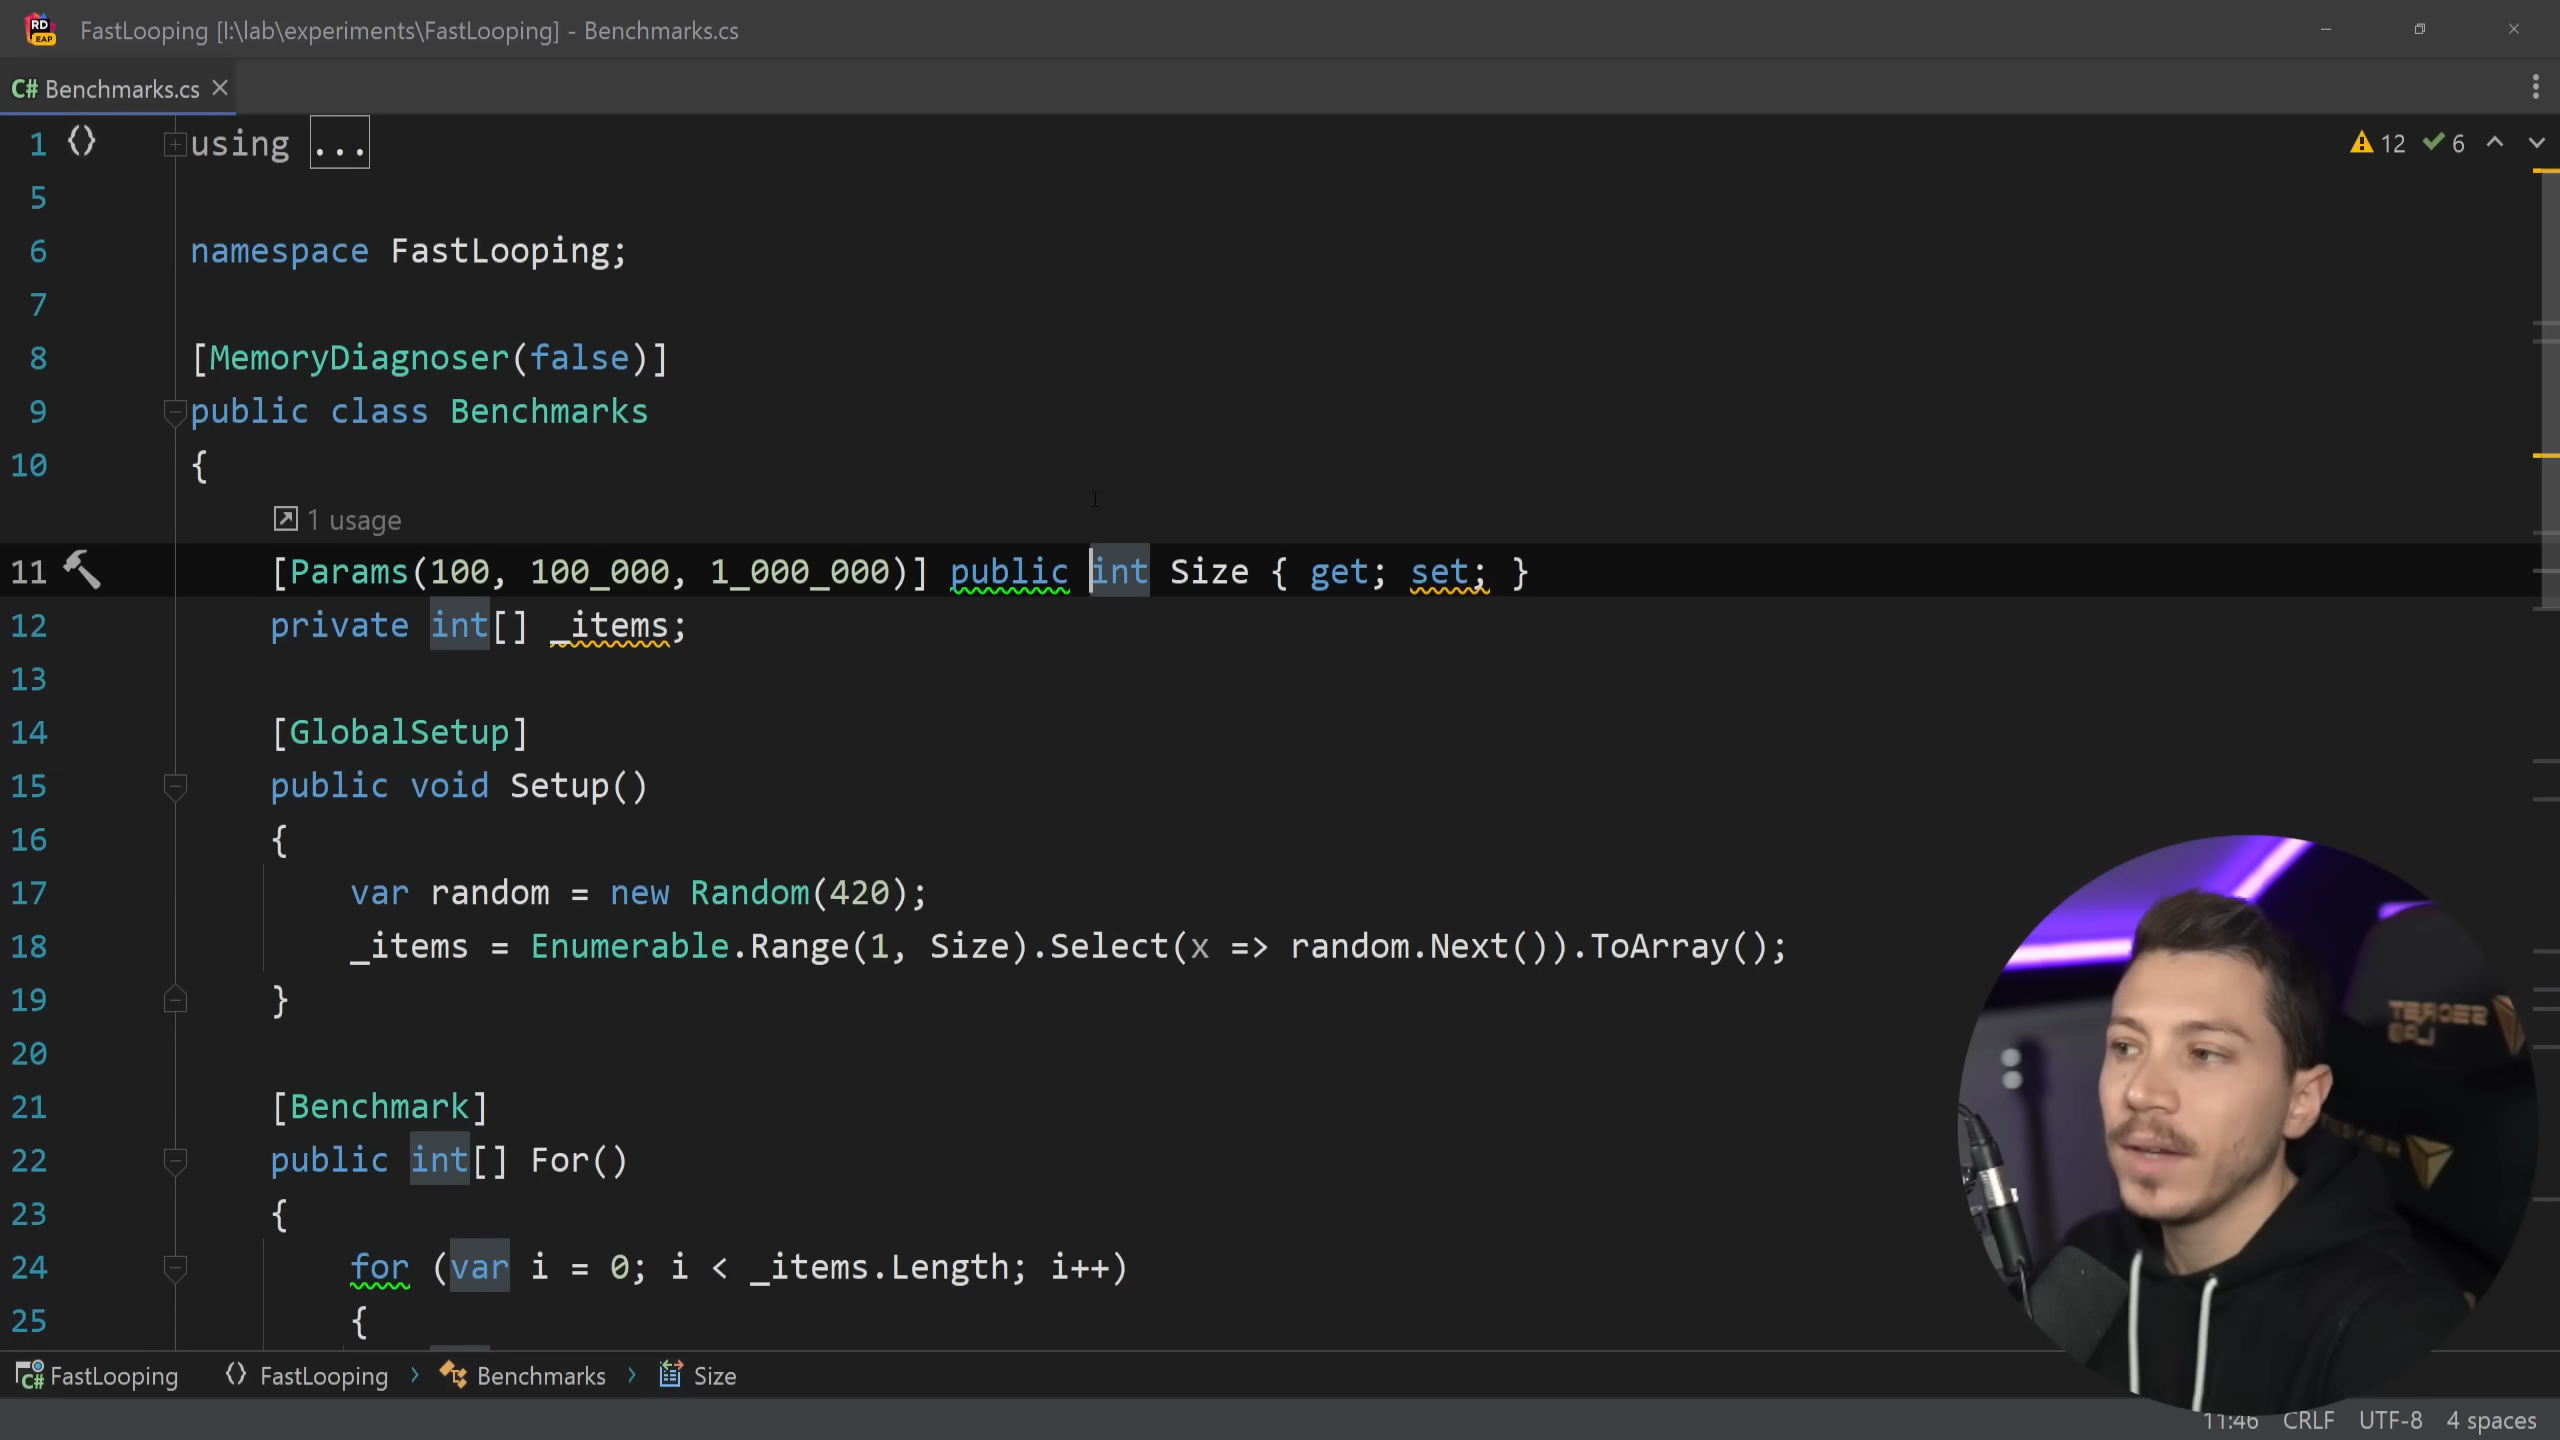 FastLooping [I:\lab\experiments\FastLooping] - Benchmarks.cs
C# Benchmarks.cs
1 {} using ...
12 6
5
6 namespace FastLooping;
7
8 [MemoryDiagnoser(false)]
9 public class Benchmarks
10 {
1 usage
11 [Params(100, 100_000, 1_000_000)] public int Size { get; set; }
12 private int[] _items;
13
14 [GlobalSetup]
15 public void Setup()
16 {
17 var random = new Random(420);
18 _items = Enumerable.Range(1, Size).Select(x => random.Next()).ToArray();
19 }
20
21 [Benchmark]
22 public int[] For()
23 {
24 for (var i = 0; i < _items.Length; i++)
25 {
SECRET
LAB
C# FastLooping {} FastLooping > Benchmarks > Size
11:46 CRLF UTF-8 4 spaces